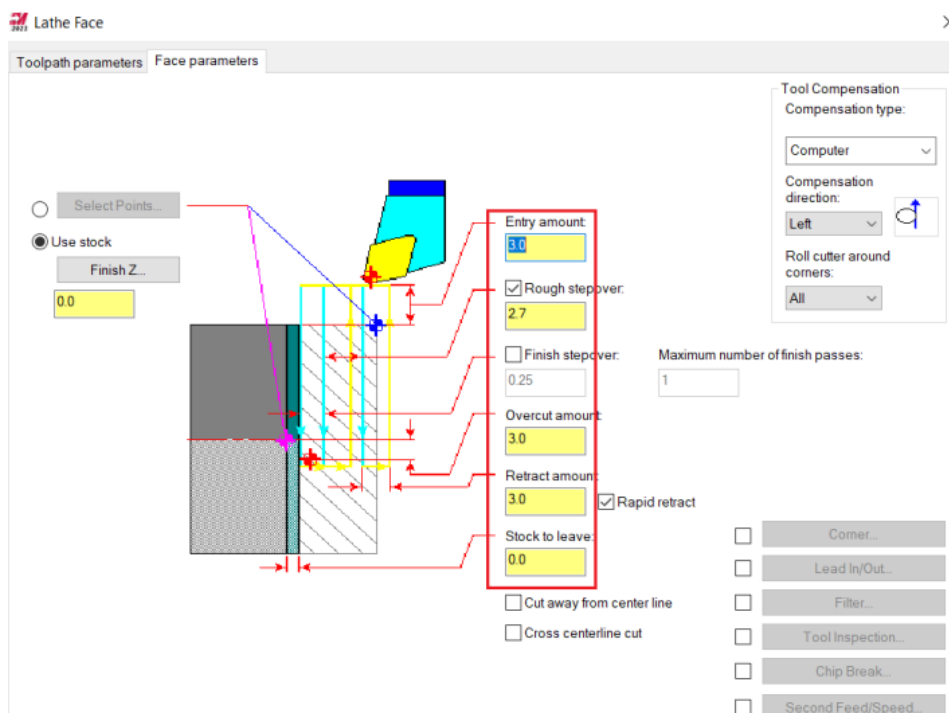 2023 Lathe Face
Toolpath parameters Face parameters
Tool Compensation
Compensation type:
Computer
Compensation
direction:
Left
Roll cutter around
corners:
All
Select Points...
Use stock
Finish Z...
0.0
Entry amount:
3.0
Rough stepover:
2.7
Finish stepover:
0.25
Maximum number of finish passes:
1
Overcut amount:
3.0
Retract amount:
3.0
Rapid retract
Stock to leave:
0.0
Cut away from center line
Cross centerline cut
Corner...
Lead In/Out...
Filter...
Tool Inspection...
Chip Break...
Second Feed/Speed...